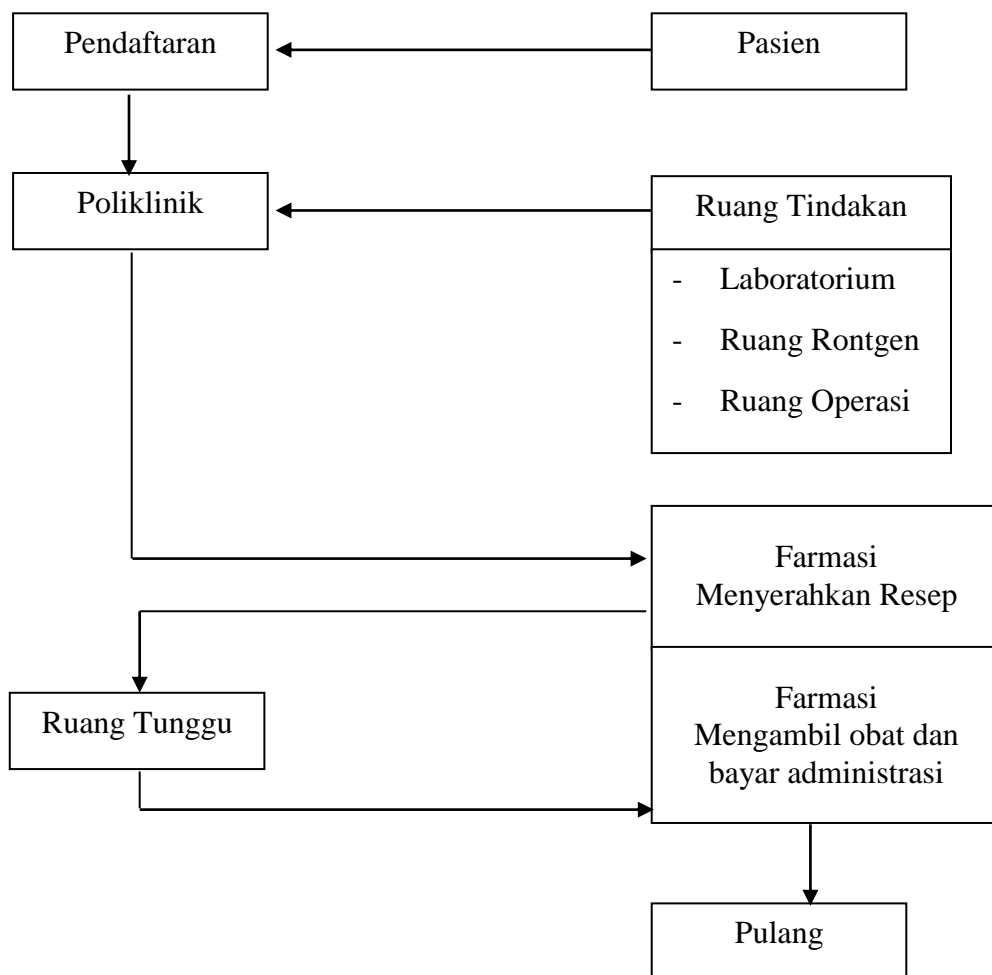 Pendaftaran
Pasien
Poliklinik
Ruang Tindakan
- Laboratorium
- Ruang Rontgen
- Ruang Operasi
Farmasi
Menyerahkan Resep
Ruang Tunggu
Farmasi
Mengambil obat dan
bayar administrasi
Pulang